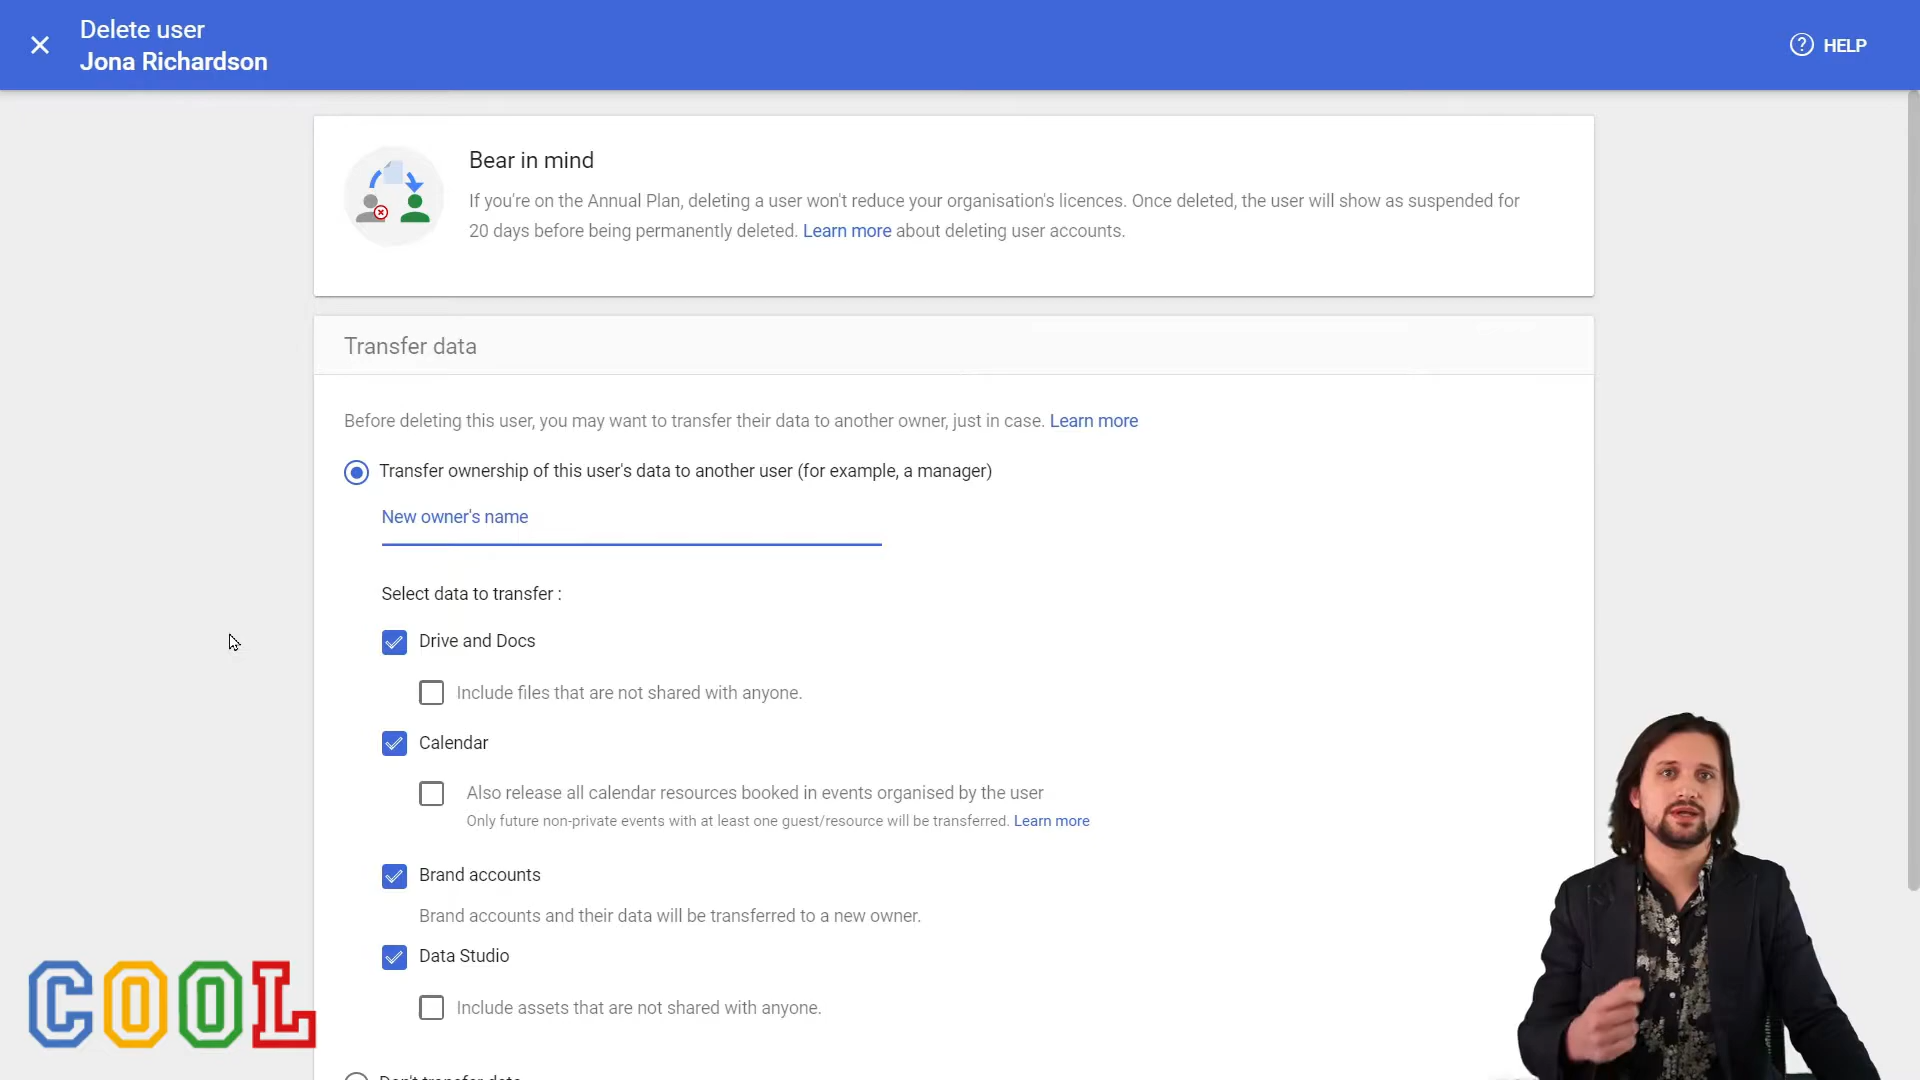 Delete user
Jona Richardson
HELP
Bear in mind
If you're on the Annual Plan, deleting a user won't reduce your organisation's licences. Once deleted, the user will show as suspended for
20 days before being permanently deleted. Learn more about deleting user accounts.
Transfer data
Before deleting this user, you may want to transfer their data to another owner, just in case. Learn more
Transfer ownership of this user's data to another user (for example, a manager)
New owner's name
Select data to transfer :
Drive and Docs
Include files that are not shared with anyone.
Calendar
Also release all calendar resources booked in events organised by the user
Only future non-private events with at least one guest/resource will be transferred. Learn more
Brand accounts
Brand accounts and their data will be transferred to a new owner.
Data Studio
Include assets that are not shared with anyone.
Don't transfer data
COOL